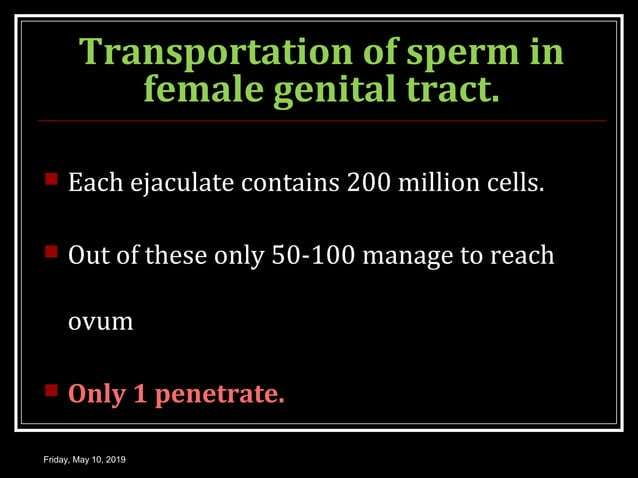 Transportation of sperm in
female genital tract.
Each ejaculate contains 200 million cells.
Out of these only 50-100 manage to reach
ovum
Only 1 penetrate.
Friday, May 10, 2019